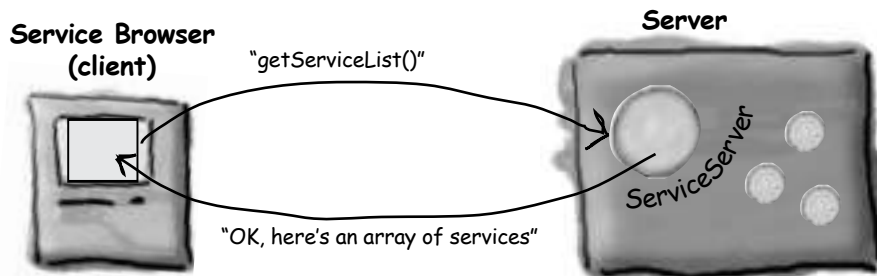 Service Browser
(client)
Server
“getServiceList()”
ServiceServer
“OK, here’s an array of services”